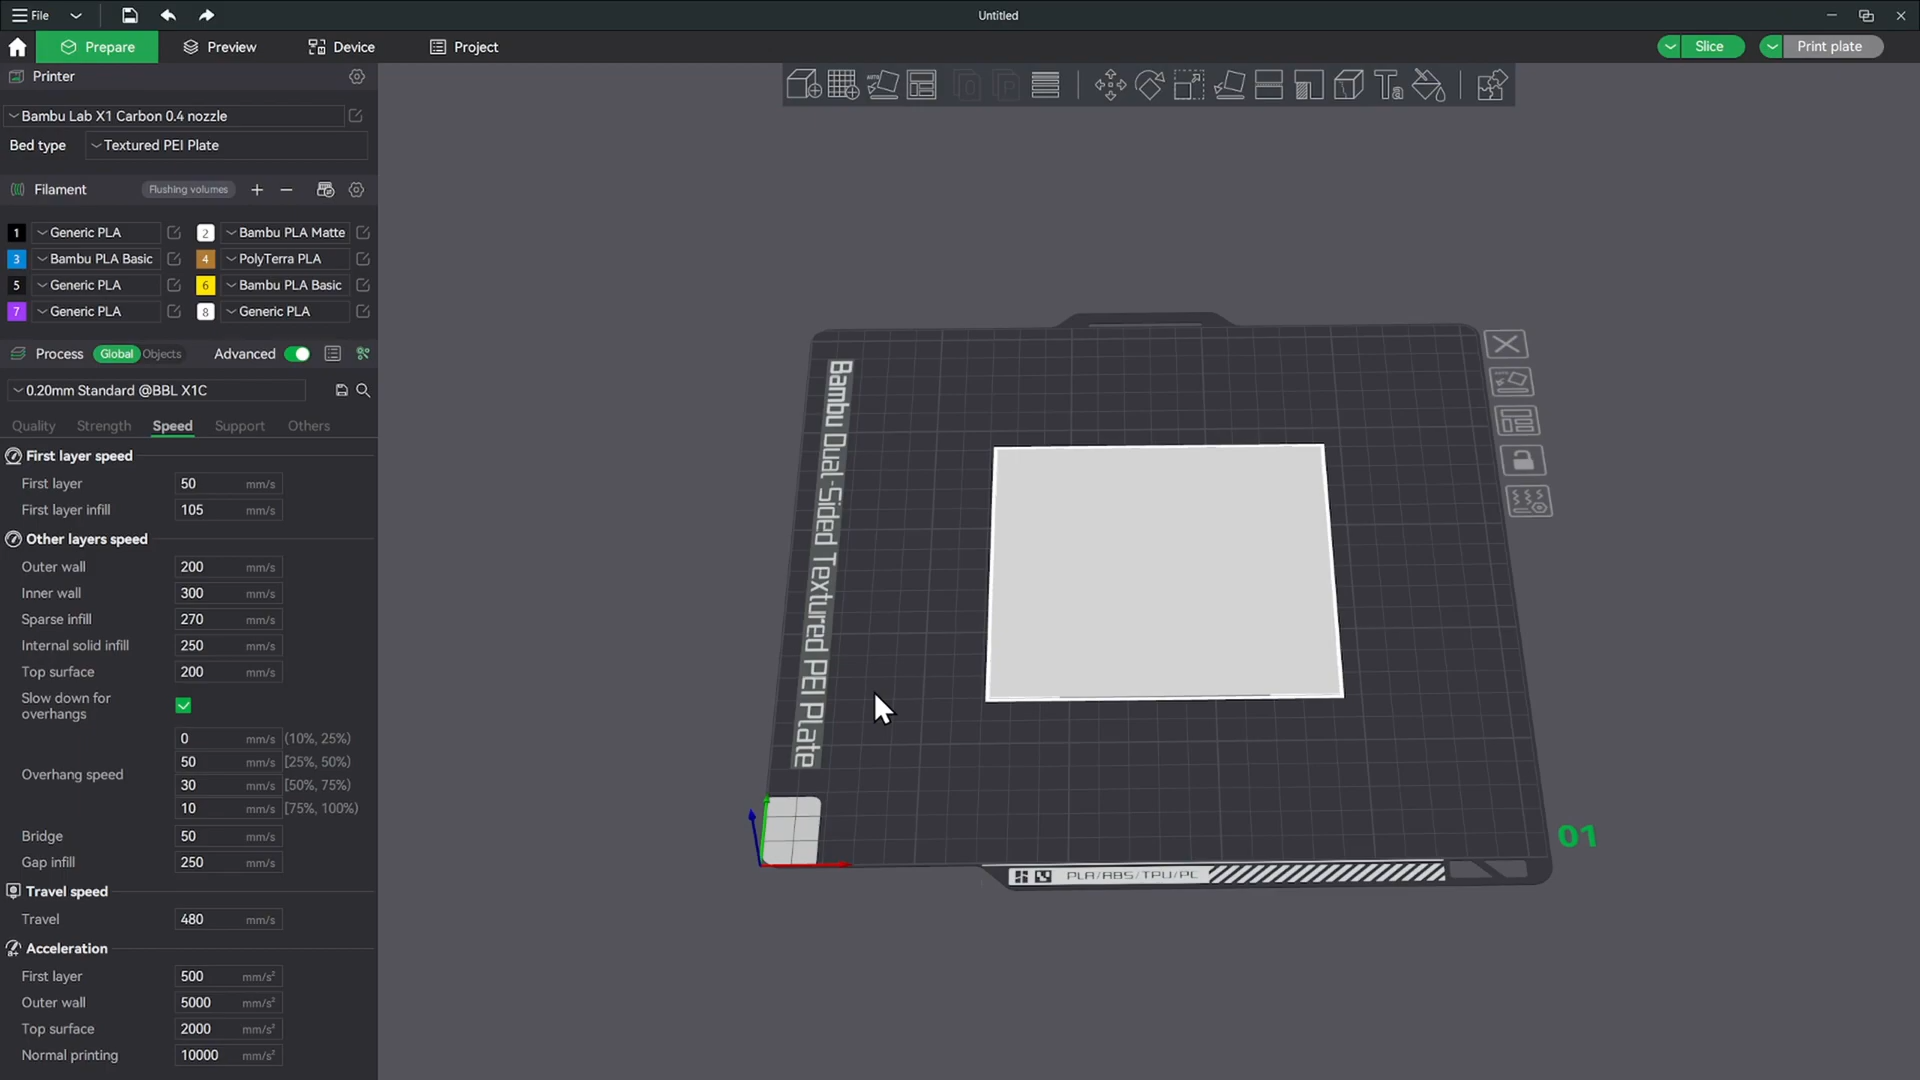 File
Untitled
Prepare
Preview
Device
Project
Slice
Print plate
Printer
Bambu Lab X1 Carbon 0.4 nozzle
Bed type
Textured PEI Plate
Filament
Flushing volumes
1 Generic PLA
2 Bambu PLA Matte
3 Bambu PLA Basic
4 PolyTerra PLA
5 Generic PLA
6 Bambu PLA Basic
7 Generic PLA
8 Generic PLA
Process
Global
Objects
Advanced
0.20mm Standard @BBL X1C
Quality
Strength
Speed
Support
Others
First layer speed
First layer 50 mm/s
First layer infill 105 mm/s
Other layers speed
Outer wall 200 mm/s
Inner wall 300 mm/s
Sparse infill 270 mm/s
Internal solid infill 250 mm/s
Top surface 200 mm/s
Slow down for
overhangs
Overhang speed
0 mm/s (10%, 25%)
50 mm/s [25%, 50%)
30 mm/s [50%, 75%)
10 mm/s [75%, 100%)
Bridge 50 mm/s
Gap infill 250 mm/s
Travel speed
Travel 480 mm/s
Acceleration
First layer 500 mm/s²
Outer wall 5000 mm/s²
Top surface 2000 mm/s²
Normal printing 10000 mm/s²
AUTO
Bambu Dual-Sided Textured PEI Plate
01
PLA/ABS/TPU/PC